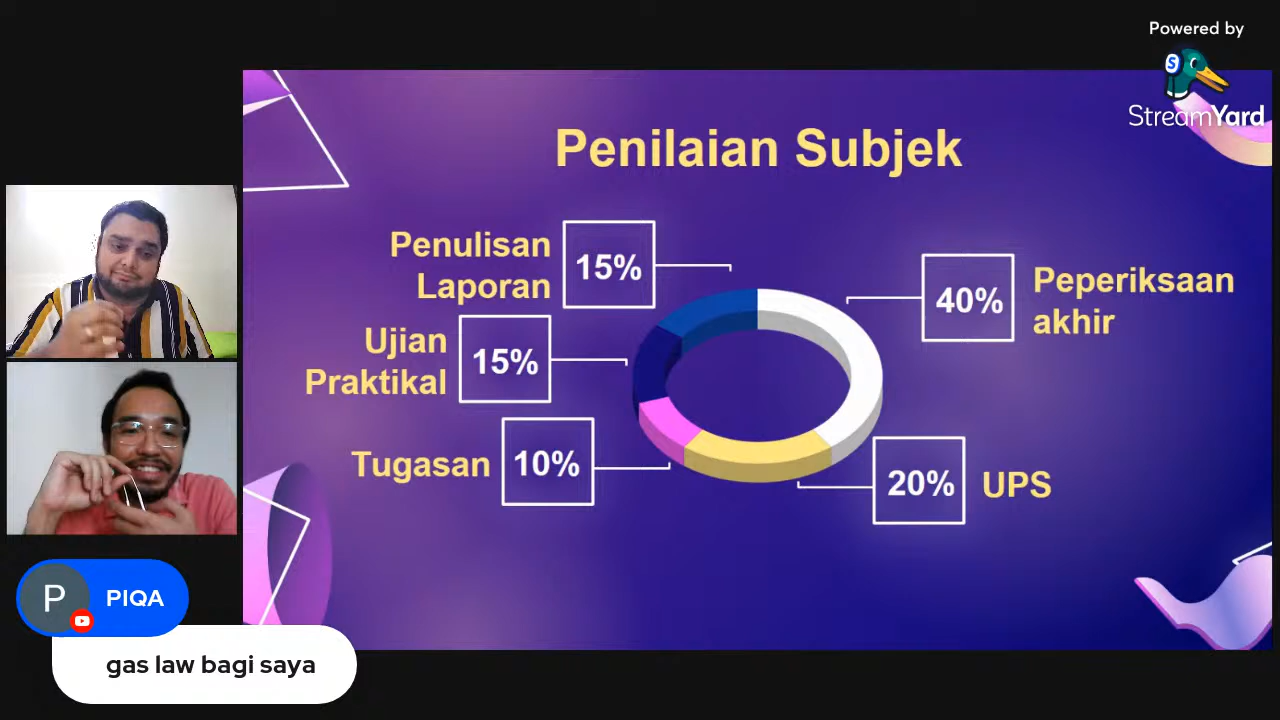 Powered by
S
StreamYard
Penilaian Subjek
Penulisan
Laporan
15%
40%
Peperiksaan
akhir
Ujian
Praktikal
15%
Tugasan
10%
20%
UPS
P
PIQA
gas law bagi saya